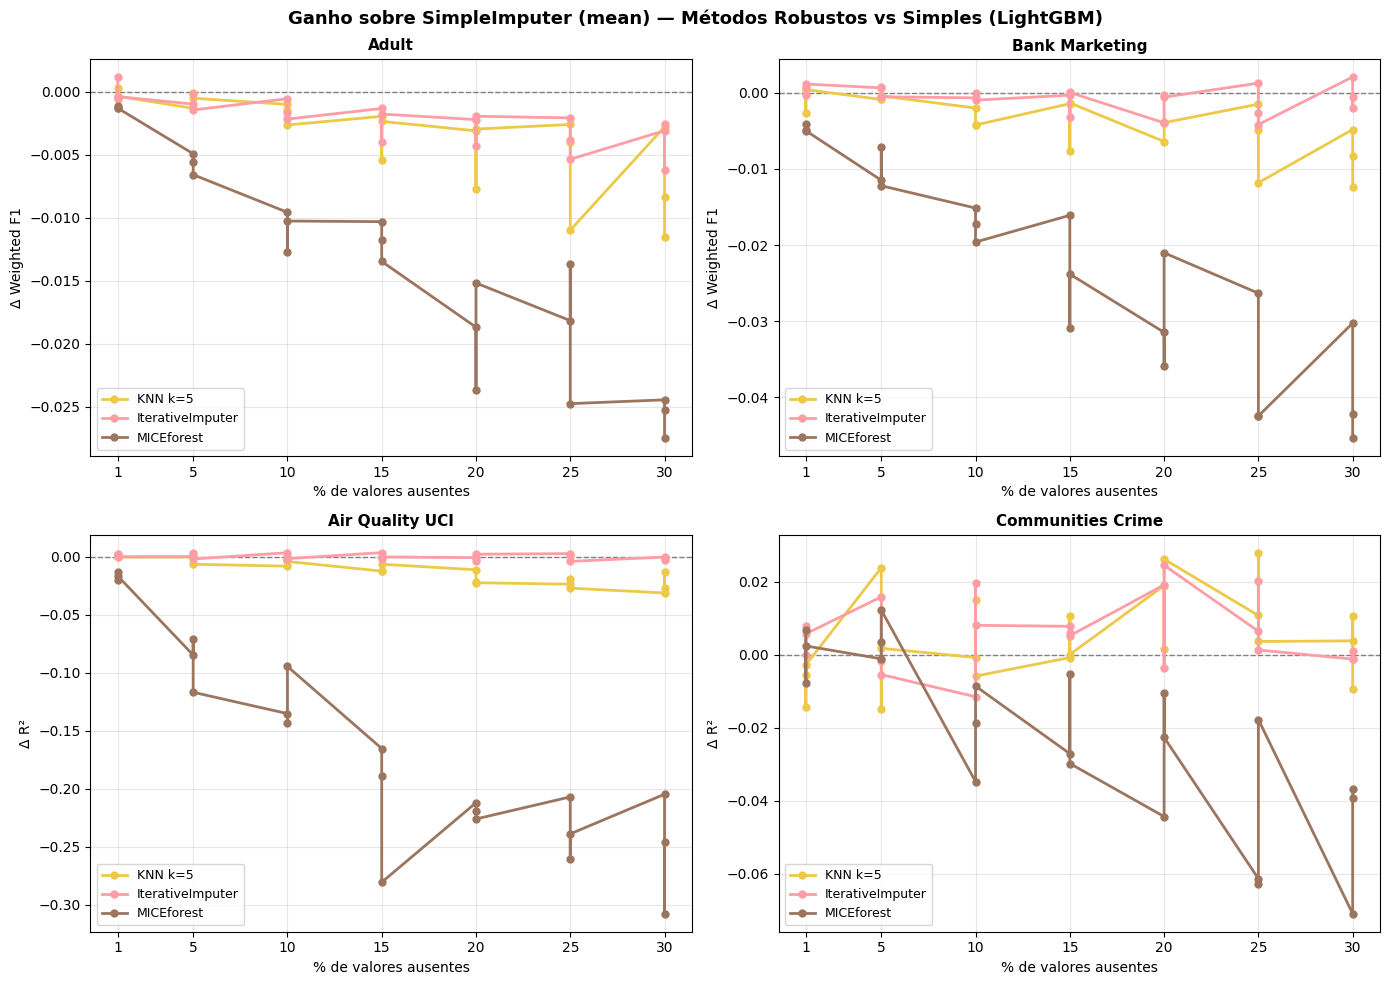 Ganho sobre SimpleImputer (mean) — Métodos Robustos vs Simples (LightGBM)
Adult
0.000
−0.005
−0.010
−0.015
−0.020
−0.025
Δ Weighted F1
KNN k=5
IterativeImputer
MICEforest
1 5 10 15 20 25 30
% de valores ausentes
Bank Marketing
0.00
−0.01
−0.02
−0.03
−0.04
Δ Weighted F1
KNN k=5
IterativeImputer
MICEforest
1 5 10 15 20 25 30
% de valores ausentes
Air Quality UCI
0.00
−0.05
−0.10
−0.15
−0.20
−0.25
−0.30
Δ R²
KNN k=5
IterativeImputer
MICEforest
1 5 10 15 20 25 30
% de valores ausentes
Communities Crime
0.02
0.00
−0.02
−0.04
−0.06
Δ R²
KNN k=5
IterativeImputer
MICEforest
1 5 10 15 20 25 30
% de valores ausentes